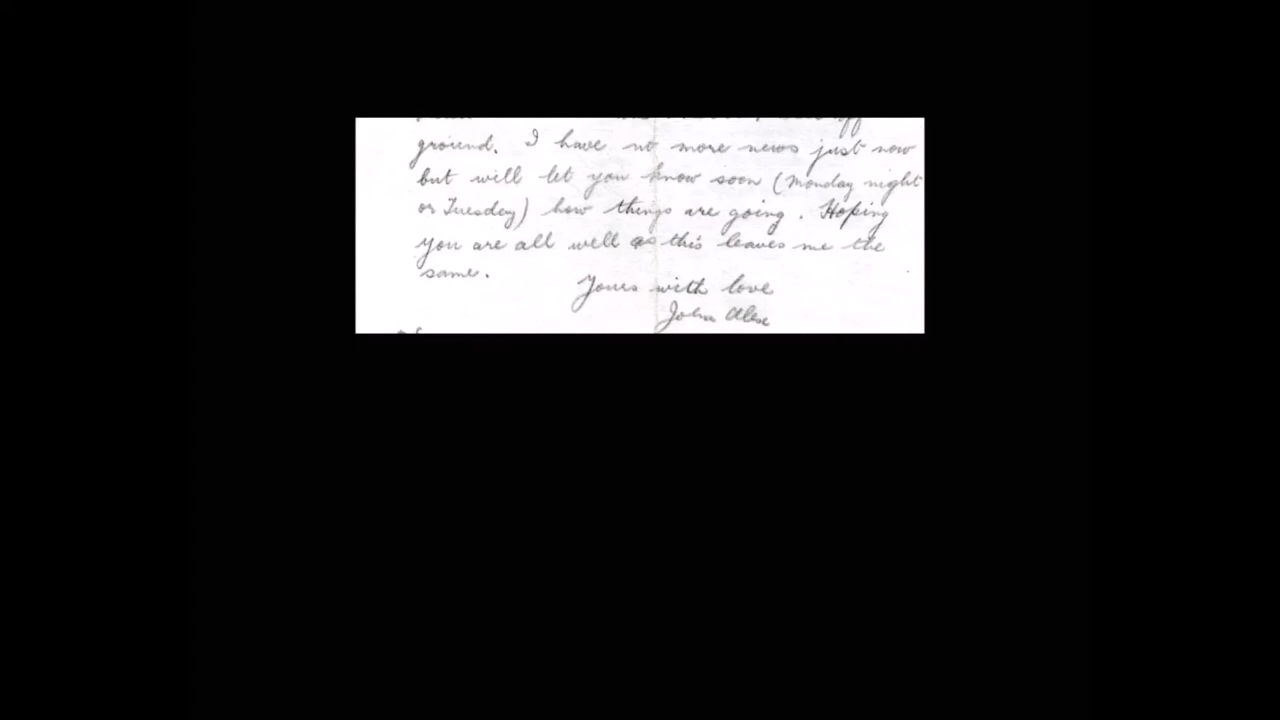 ground. I have no more news just now
but will let you know soon (Monday night
or Tuesday) how things are going. Hoping
you are all well as this leaves me the
same.
Yours with love
John Alex